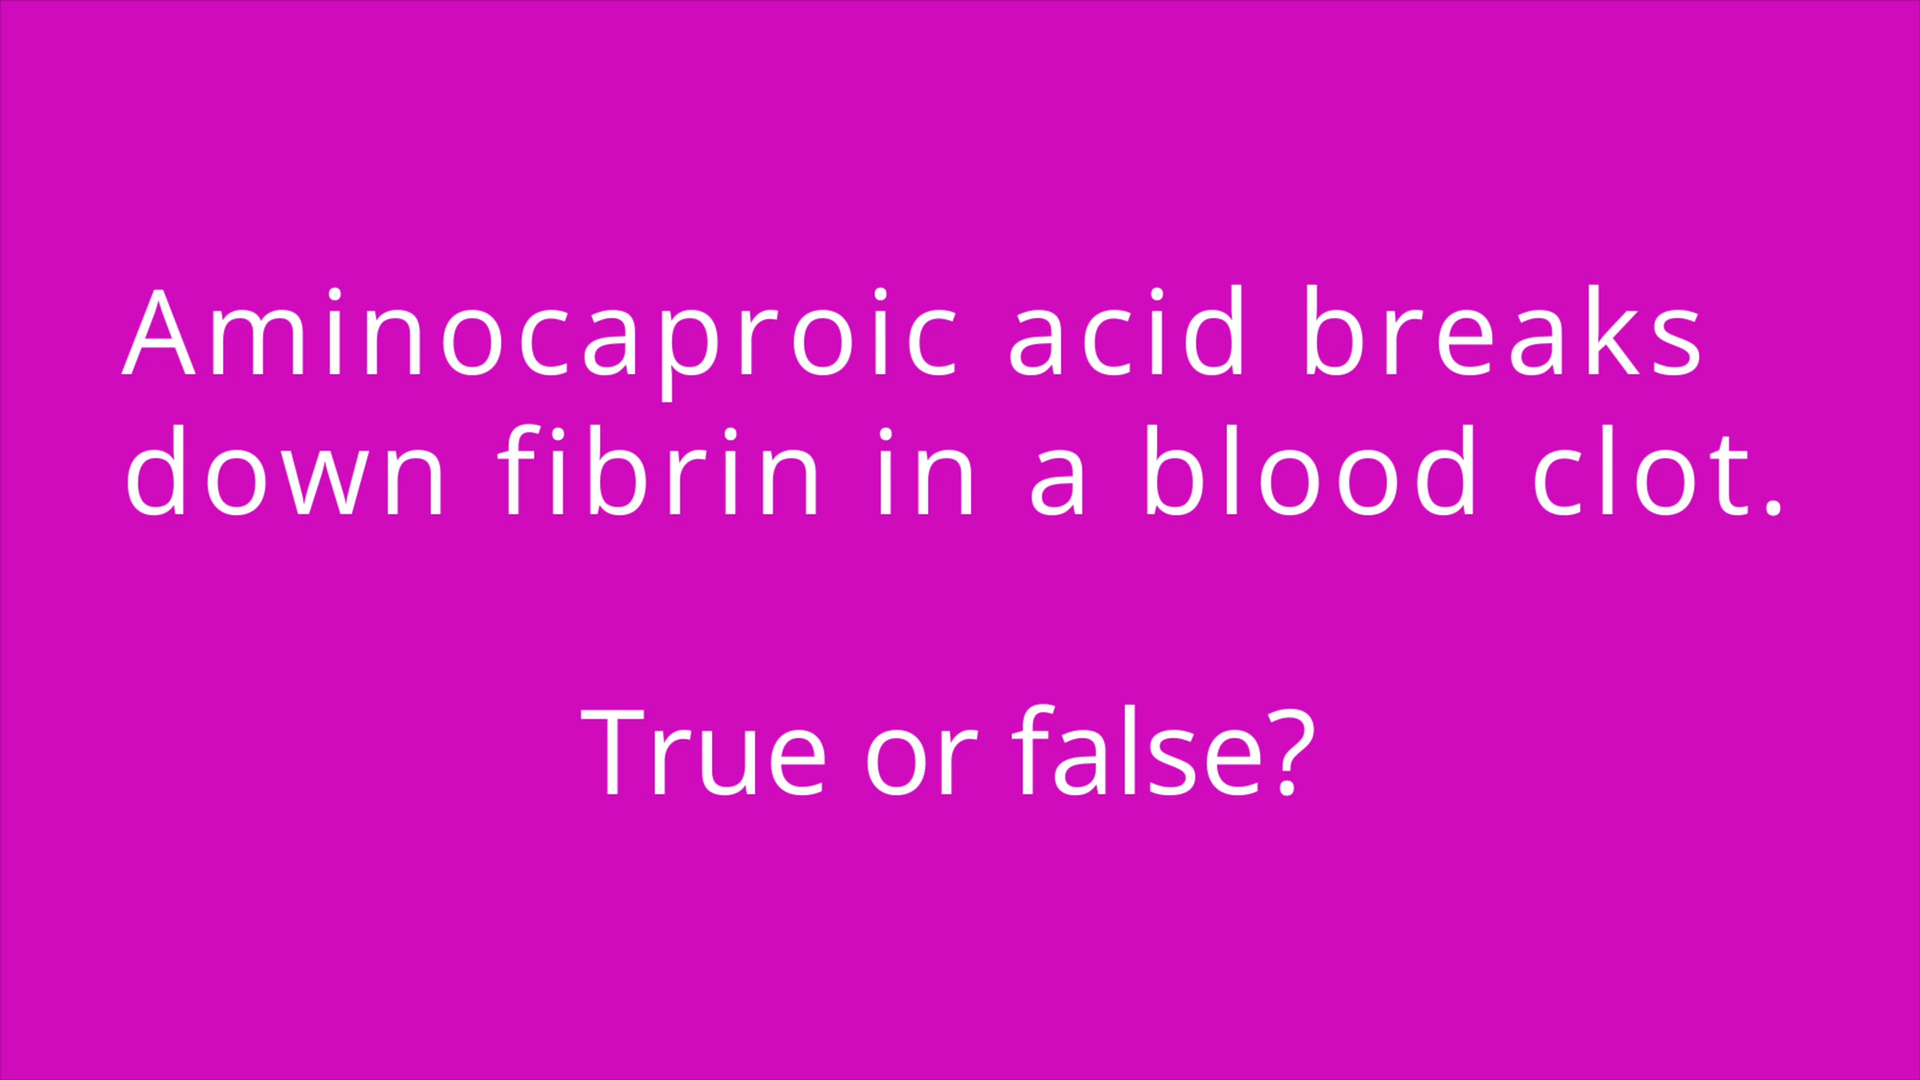 Aminocaproic acid breaks
down fibrin in a blood clot.
True or false?